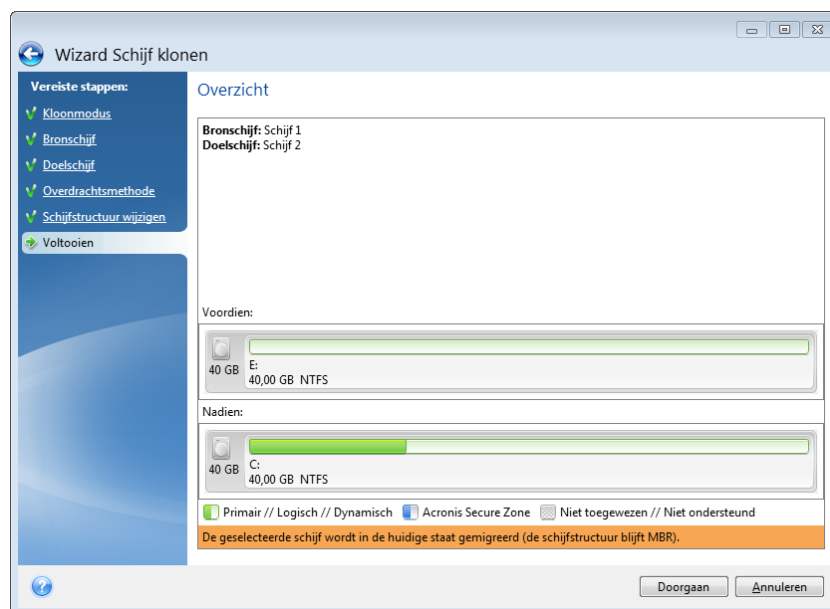 Wizard Schijf klonen
Vereiste stappen:
Kloonmodus
Bronschijf
Doelschijf
Overdrachtsmethode
Schijfstructuur wijzigen
Voltooien
Overzicht
Bronschijf: Schijf 1
Doelschijf: Schijf 2
Voordien:
40 GB
E:
40,00 GB NTFS
Nadien:
40 GB
C:
40,00 GB NTFS
Primair // Logisch // Dynamisch Acronis Secure Zone Niet toegewezen // Niet ondersteund
De geselecteerde schijf wordt in de huidige staat gemigreerd (de schijfstructuur blijft MBR).
?
Doorgaan Annuleren